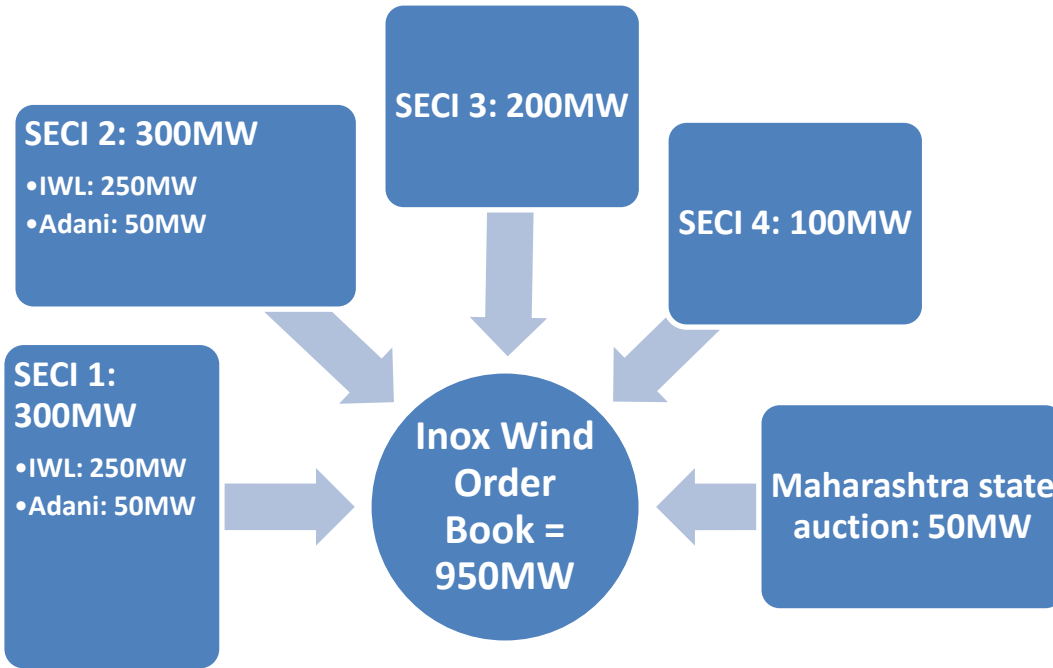 SECI 3: 200MW
SECI 2: 300MW
•IWL: 250MW
•Adani: 50MW
SECI 4: 100MW
SECI 1:
300MW
•IWL: 250MW
•Adani: 50MW
Inox Wind
Order
Book =
950MW
Maharashtra state
auction: 50MW